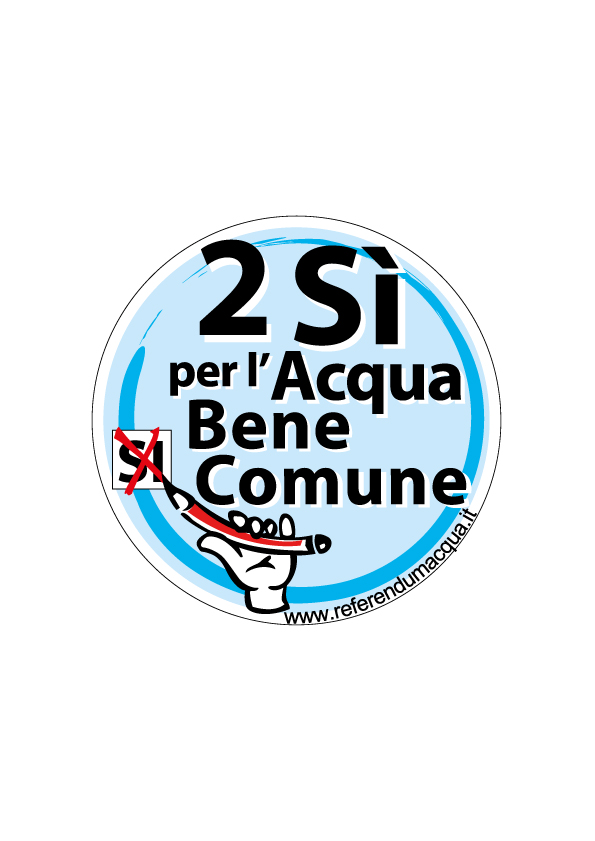 2 Sì
per l'Acqua
Bene
Comune
SI
www.referendumacqua.it